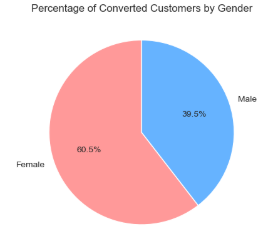 Percentage of Converted Customers by Gender
Male
39.5%
60.5%
Female